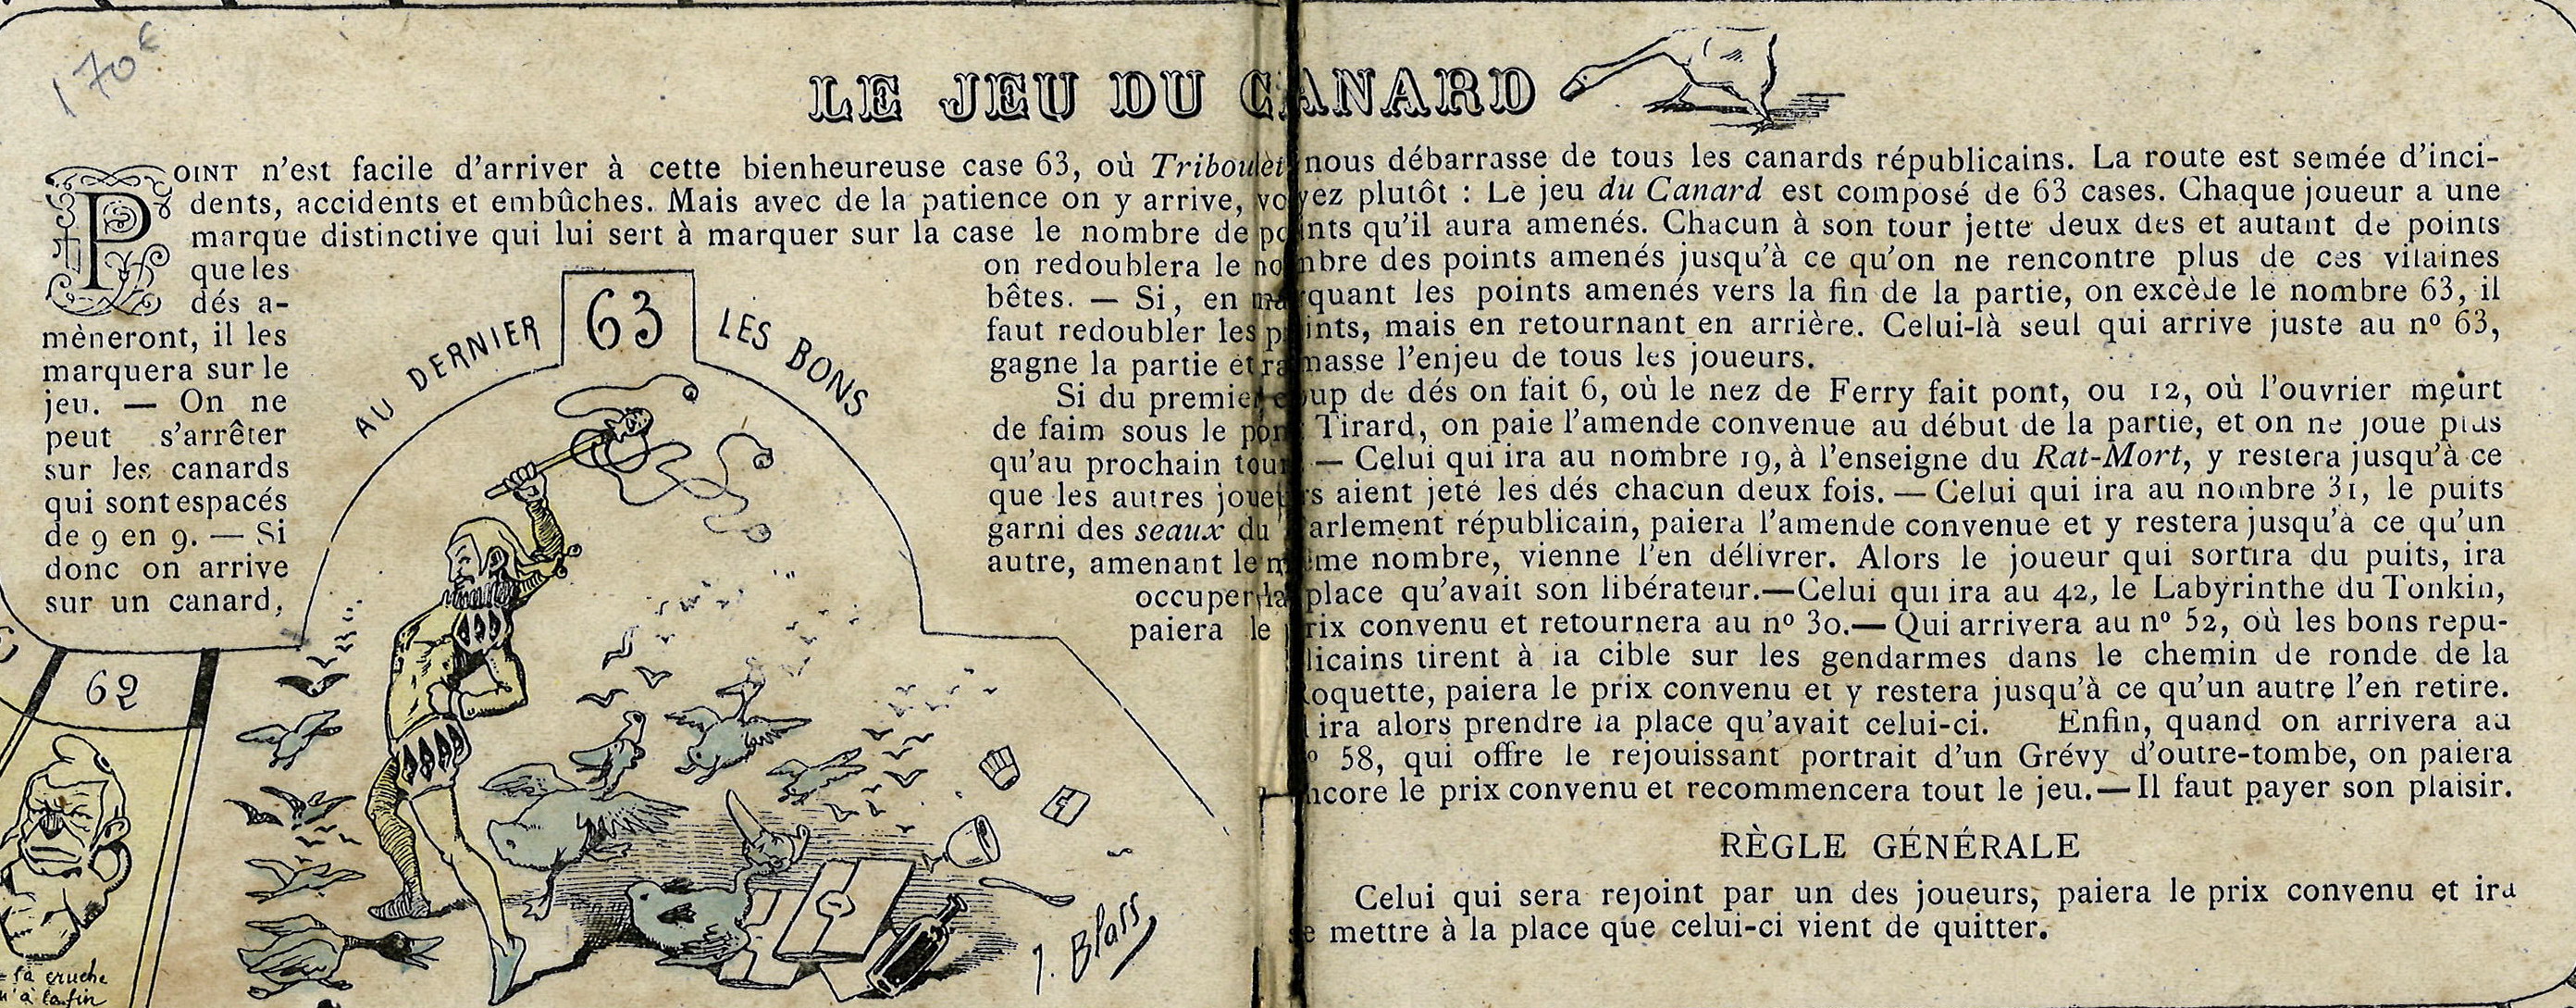 170€
LE JEU DU CANARD
POINT n'est facile d'arriver à cette bienheureuse case 63, où Triboulet nous débarrasse de tous les canards républicains. La route est semée d'inci-
dents, accidents et embûches. Mais avec de la patience on y arrive, voyez plutôt : Le jeu du Canard est composé de 63 cases. Chaque joueur a une
marque distinctive qui lui sert à marquer sur la case le nombre de points qu'il aura amenés. Chacun à son tour jette deux des et autant de points
que les
dés a-
mèneront, il les
marquera sur le
jeu. — On ne
peut s'arrêter
sur les canards
qui sont espacés
de 9 en 9. — Si
donc on arrive
sur un canard,
on redoublera le nombre des points amenés jusqu'à ce qu'on ne rencontre plus de ces vilaines
bêtes. — Si, en marquant les points amenés vers la fin de la partie, on excède le nombre 63, il
faut redoubler les points, mais en retournant en arrière. Celui-là seul qui arrive juste au nº 63,
gagne la partie et ramasse l'enjeu de tous les joueurs.
Si du premier coup de dés on fait 6, où le nez de Ferry fait pont, ou 12, où l'ouvrier meurt
de faim sous le pont Tirard, on paie l'amende convenue au début de la partie, et on ne joue plus
qu'au prochain tour. — Celui qui ira au nombre 19, à l'enseigne du Rat-Mort, y restera jusqu'à ce
que les autres joueurs aient jeté les dés chacun deux fois. — Celui qui ira au nombre 31, le puits
garni des seaux du Parlement républicain, paiera l'amende convenue et y restera jusqu'à ce qu'un
autre, amenant le même nombre, vienne l'en délivrer. Alors le joueur qui sortira du puits, ira
occuper la place qu'avait son libérateur.—Celui qui ira au 42, le Labyrinthe du Tonkin,
paiera le prix convenu et retournera au nº 30.— Qui arrivera au nº 52, où les bons repu-
blicains tirent à la cible sur les gendarmes dans le chemin de ronde de la
Roquette, paiera le prix convenu et y restera jusqu'à ce qu'un autre l'en retire.
Il ira alors prendre la place qu'avait celui-ci. Enfin, quand on arrivera au
nº 58, qui offre le rejouissant portrait d'un Grévy d'outre-tombe, on paiera
encore le prix convenu et recommencera tout le jeu.— Il faut payer son plaisir.
RÈGLE GÉNÉRALE
Celui qui sera rejoint par un des joueurs, paiera le prix convenu et ira
se mettre à la place que celui-ci vient de quitter.
AU DERNIER 63 LES BONS
62
la cruche
à la fin
J. Blass